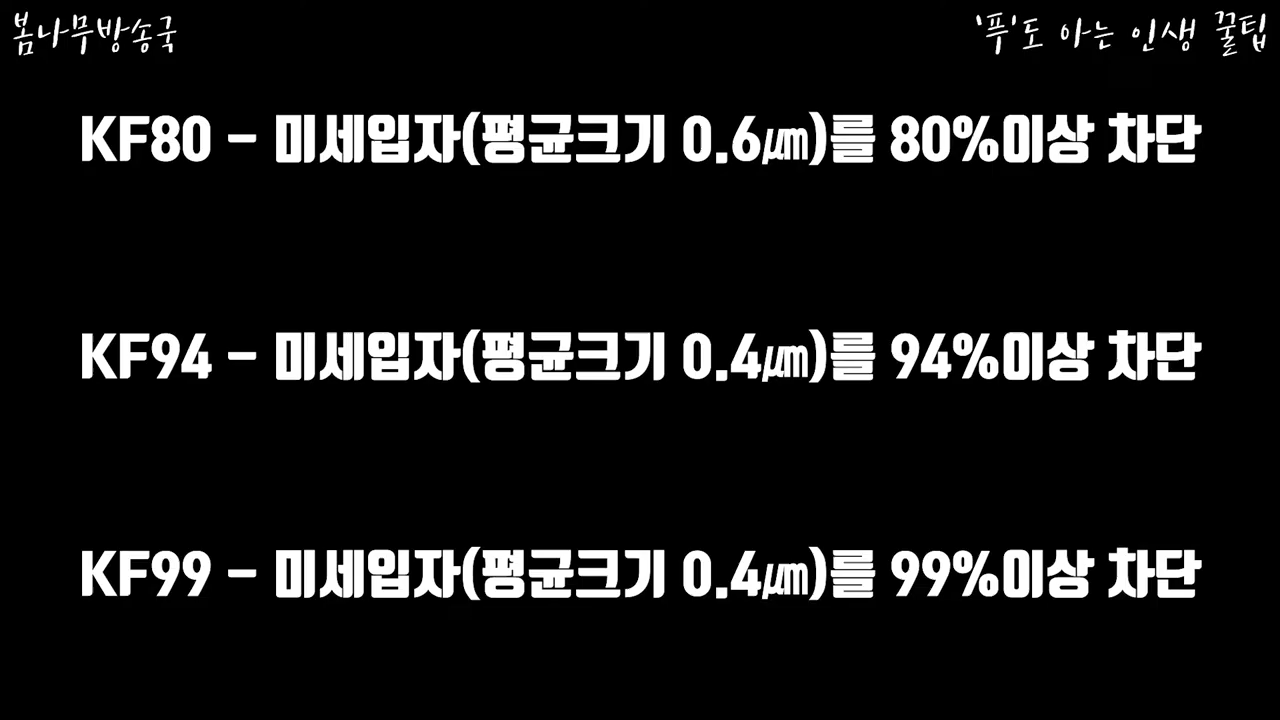 봄나무방송국
'푸'도 아는 인생 꿀팁
KF80 - 미세입자(평균크기 0.6㎛)를 80%이상 차단
KF94 - 미세입자(평균크기 0.4㎛)를 94%이상 차단
KF99 - 미세입자(평균크기 0.4㎛)를 99%이상 차단